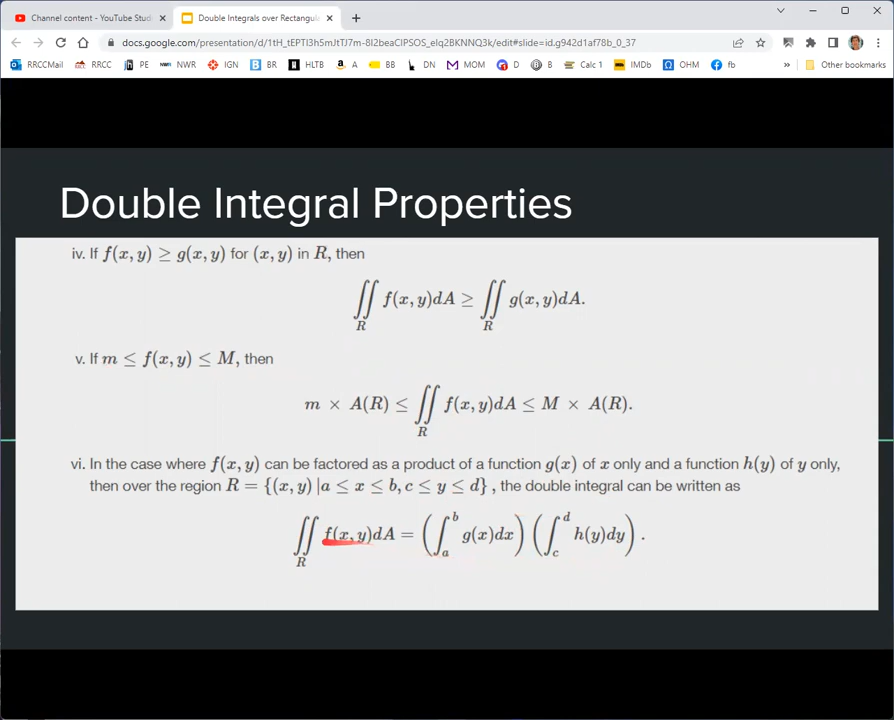 Channel content - YouTube Stud
Double Integrals over Rectangula
docs.google.com/presentation/d/1tH_tEPTI3h5mJtTJ7m-8I2beaClPSOS_elq2BKNNQ3k/edit#slide=id.g942d1af78b_0_37
RRCCMail RRCC PE NWR IGN BR HLTB A BB DN MOM D B Calc 1 IMDb OHM fb » Other bookmarks
Double Integral Properties
iv. If f(x, y) ≥ g(x, y) for (x, y) in R, then
∬_R f(x, y)dA ≥ ∬_R g(x, y)dA.
v. If m ≤ f(x, y) ≤ M, then
m × A(R) ≤ ∬_R f(x, y)dA ≤ M × A(R).
vi. In the case where f(x, y) can be factored as a product of a function g(x) of x only and a function h(y) of y only,
then over the region R = {(x, y) |a ≤ x ≤ b, c ≤ y ≤ d} , the double integral can be written as
∬_R f(x, y)dA = (∫_a^b g(x)dx) (∫_c^d h(y)dy) .